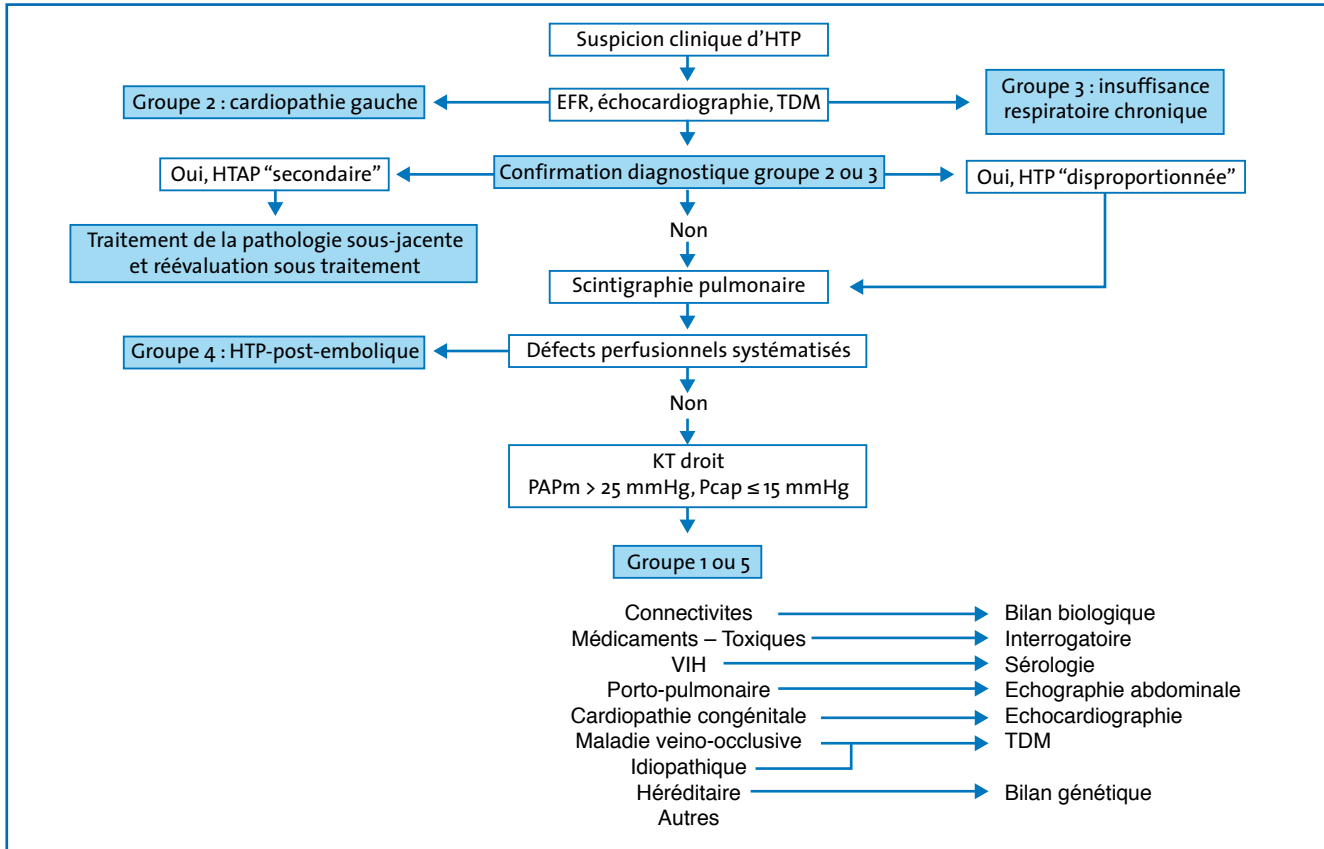 Suspicion clinique d’HTP
Groupe 2 : cardiopathie gauche
EFR, échocardiographie, TDM
Groupe 3 : insuffisance
respiratoire chronique
Oui, HTAP “secondaire”
Confirmation diagnostique groupe 2 ou 3
Oui, HTP “disproportionnée”
Traitement de la pathologie sous-jacente
et réévaluation sous traitement
Non
Scintigraphie pulmonaire
Groupe 4 : HTP-post-embolique
Défects perfusionnels systématisés
Non
KT droit
PAPm > 25 mmHg, Pcap ≤ 15 mmHg
Groupe 1 ou 5
Connectivites
Bilan biologique
Médicaments – Toxiques
Interrogatoire
VIH
Sérologie
Porto-pulmonaire
Echographie abdominale
Cardiopathie congénitale
Echocardiographie
Maladie veino-occlusive
TDM
Idiopathique
Héréditaire
Bilan génétique
Autres